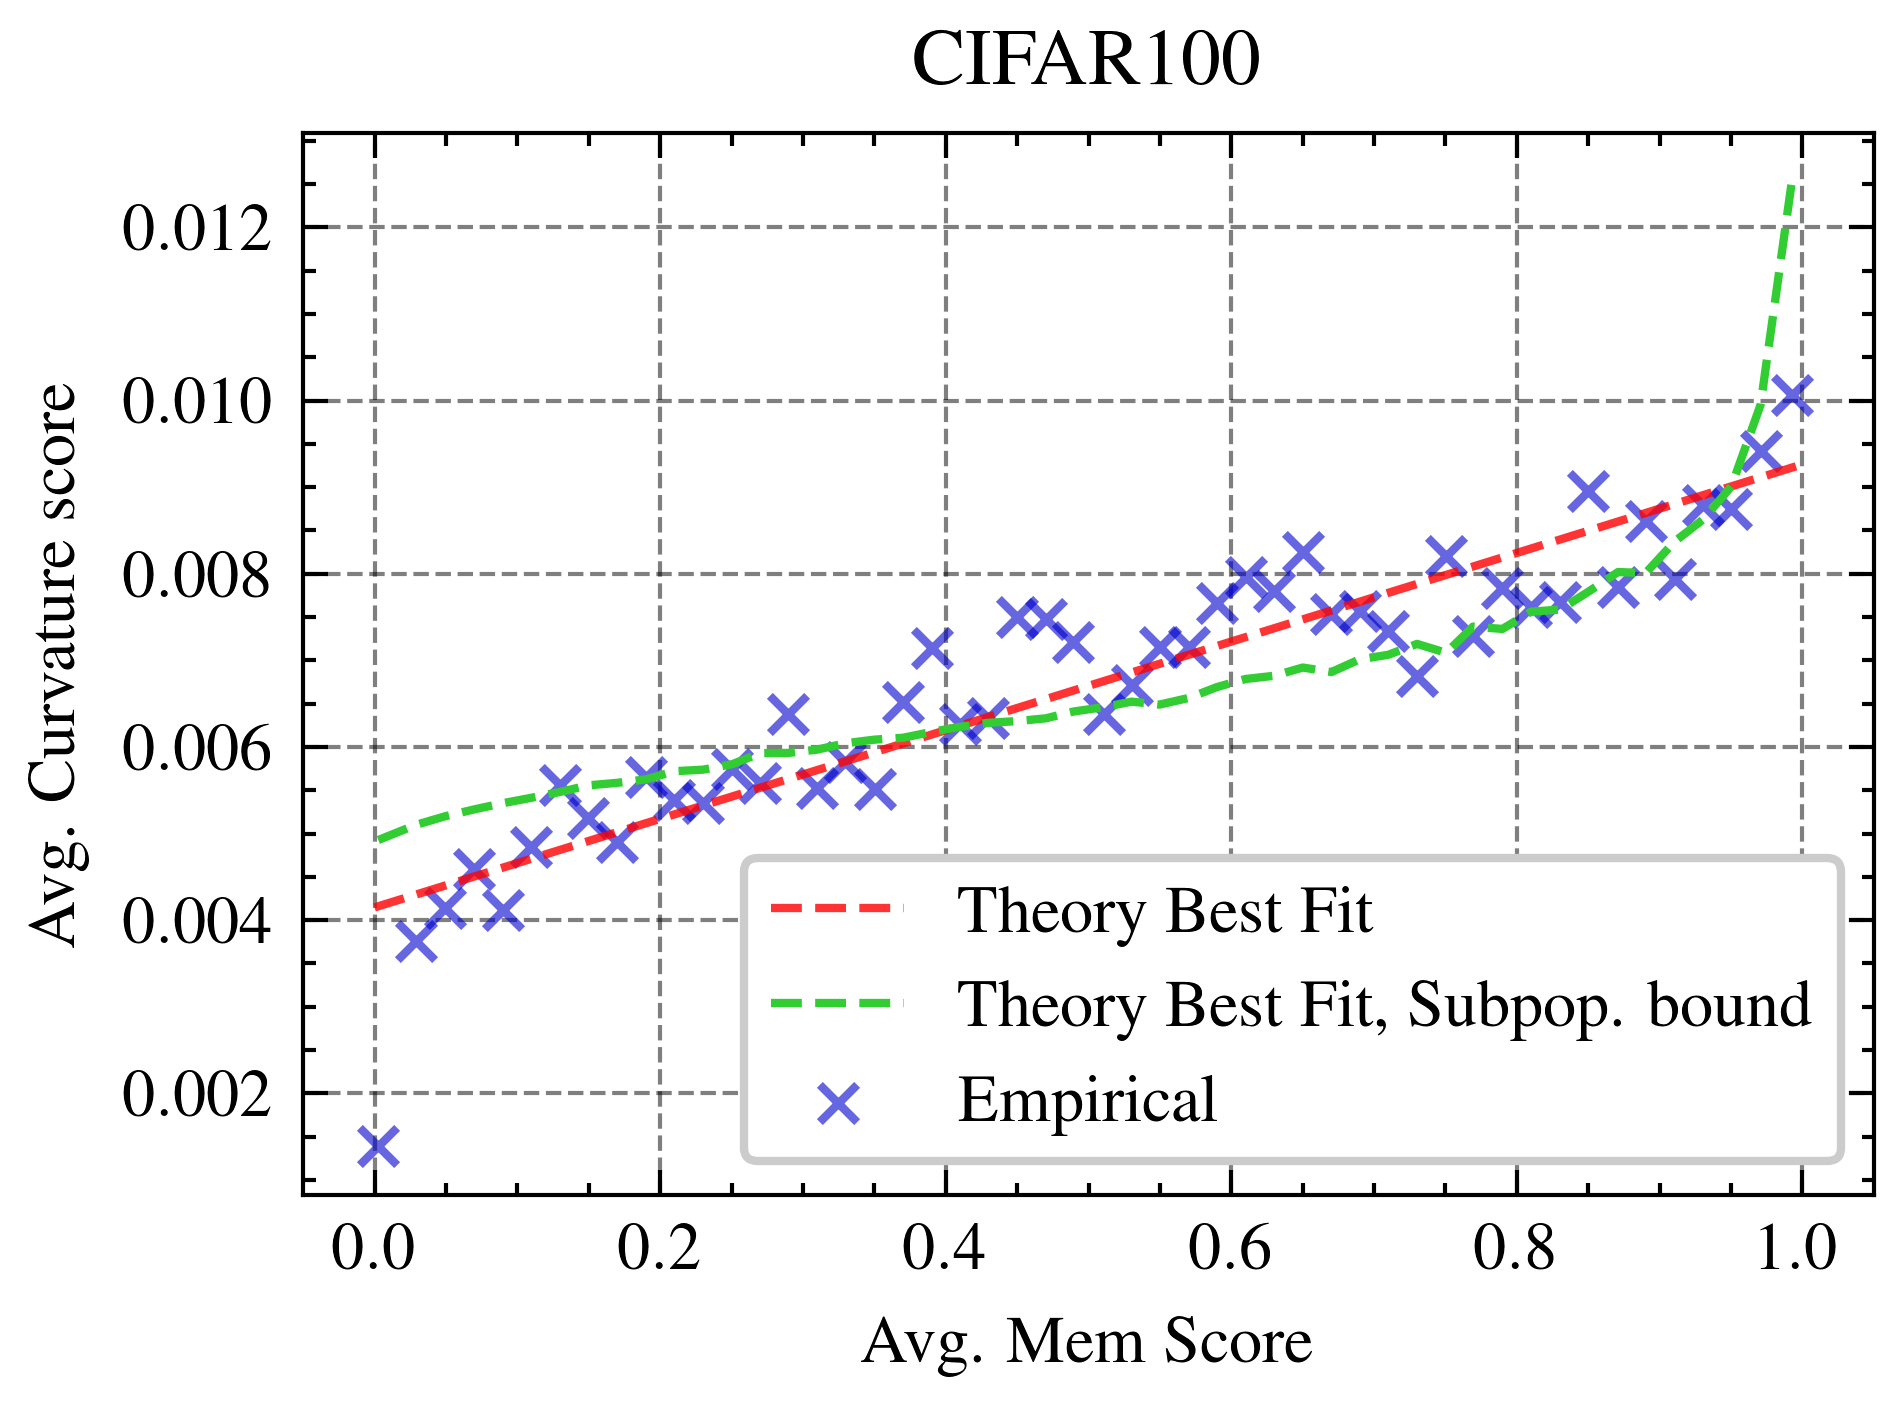 CIFAR100
Avg. Curvature score
0.012
0.010
0.008
0.006
0.004
0.002
Theory Best Fit
Theory Best Fit, Subpop. bound
Empirical
0.0 0.2 0.4 0.6 0.8 1.0
Avg. Mem Score